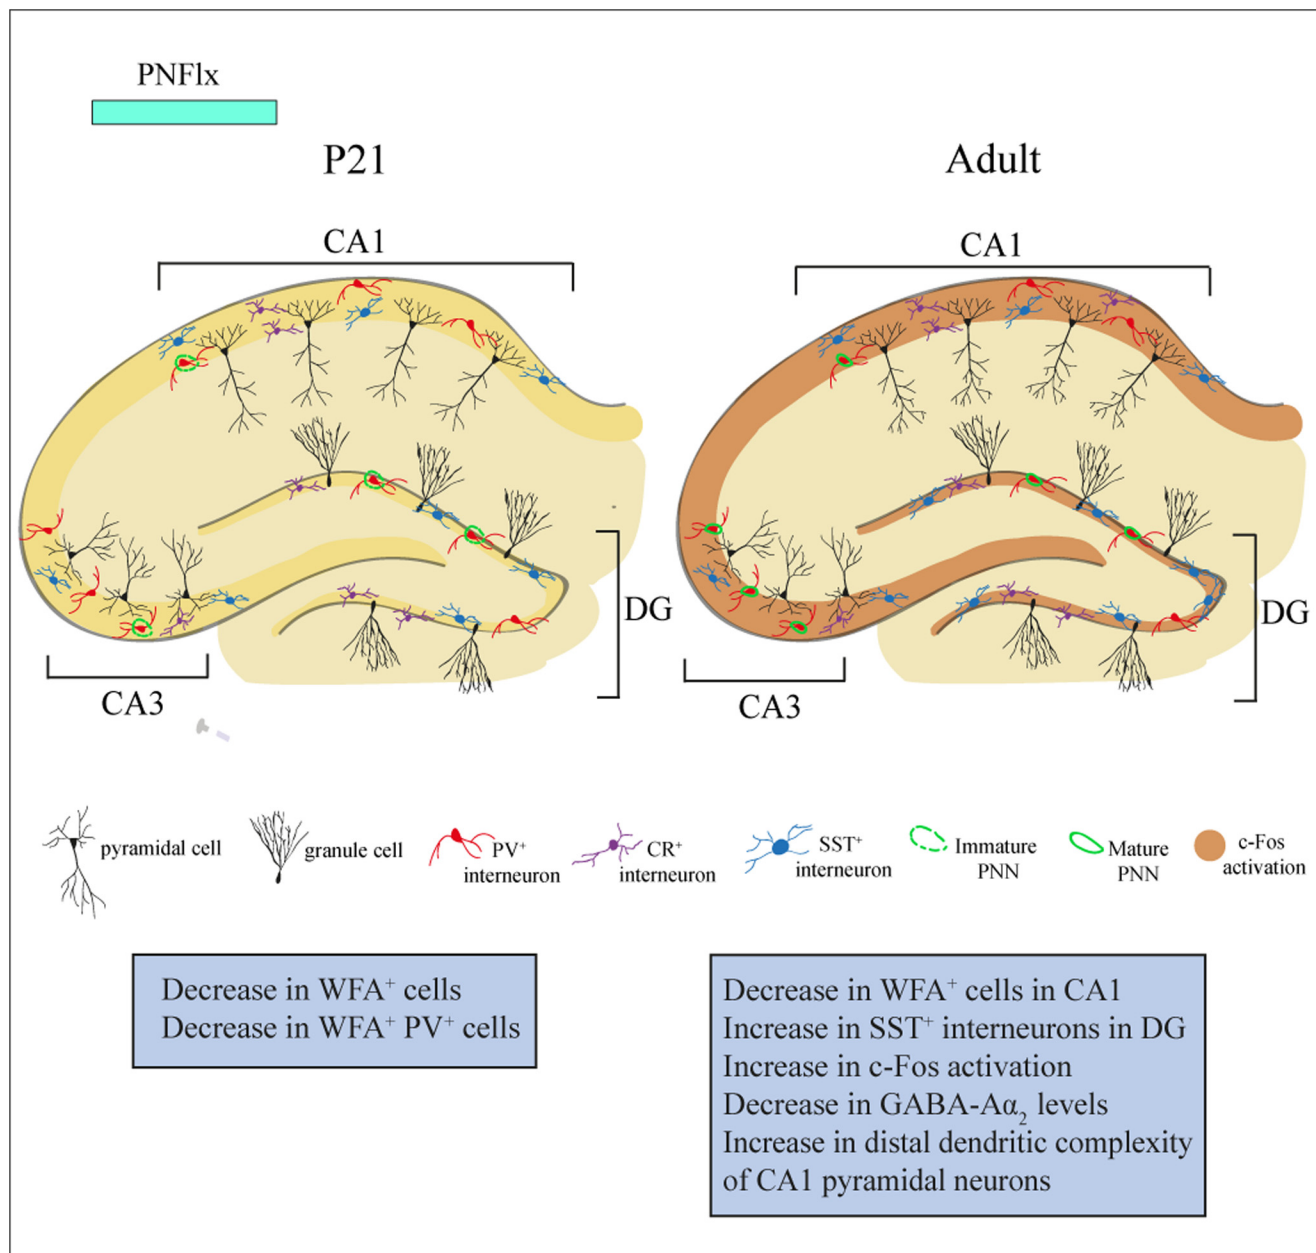 PNFlx
P21
Adult
CA1
CA1
DG
DG
CA3
CA3
pyramidal cell
granule cell
PV⁺
interneuron
CR⁺
interneuron
SST⁺
interneuron
Immature
PNN
Mature
PNN
c-Fos
activation
Decrease in WFA⁺ cells
Decrease in WFA⁺ PV⁺ cells
Decrease in WFA⁺ cells in CA1
Increase in SST⁺ interneurons in DG
Increase in c-Fos activation
Decrease in GABA-Aα₂ levels
Increase in distal dendritic complexity
of CA1 pyramidal neurons